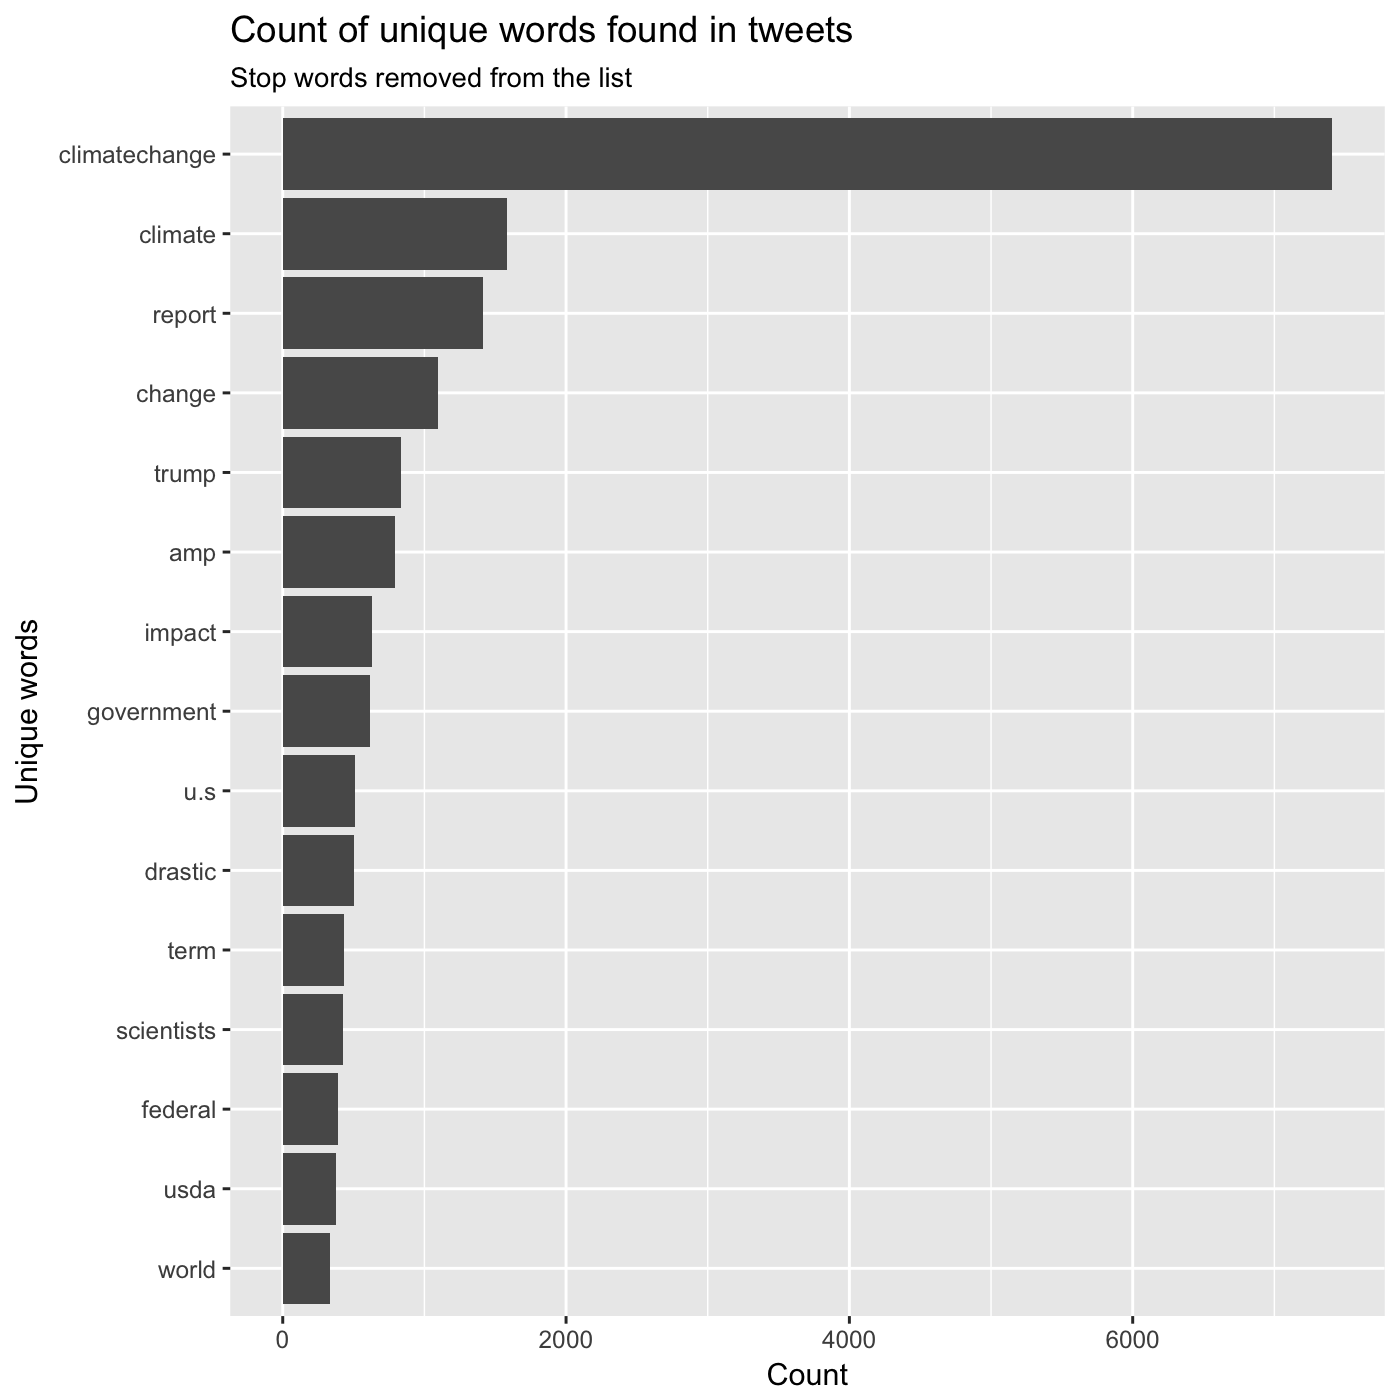 Count of unique words found in tweets
Stop words removed from the list
climatechange
climate
report
change
trump
amp
impact
government
u.s
drastic
term
scientists
federal
usda
world
Unique words
0 2000 4000 6000
Count